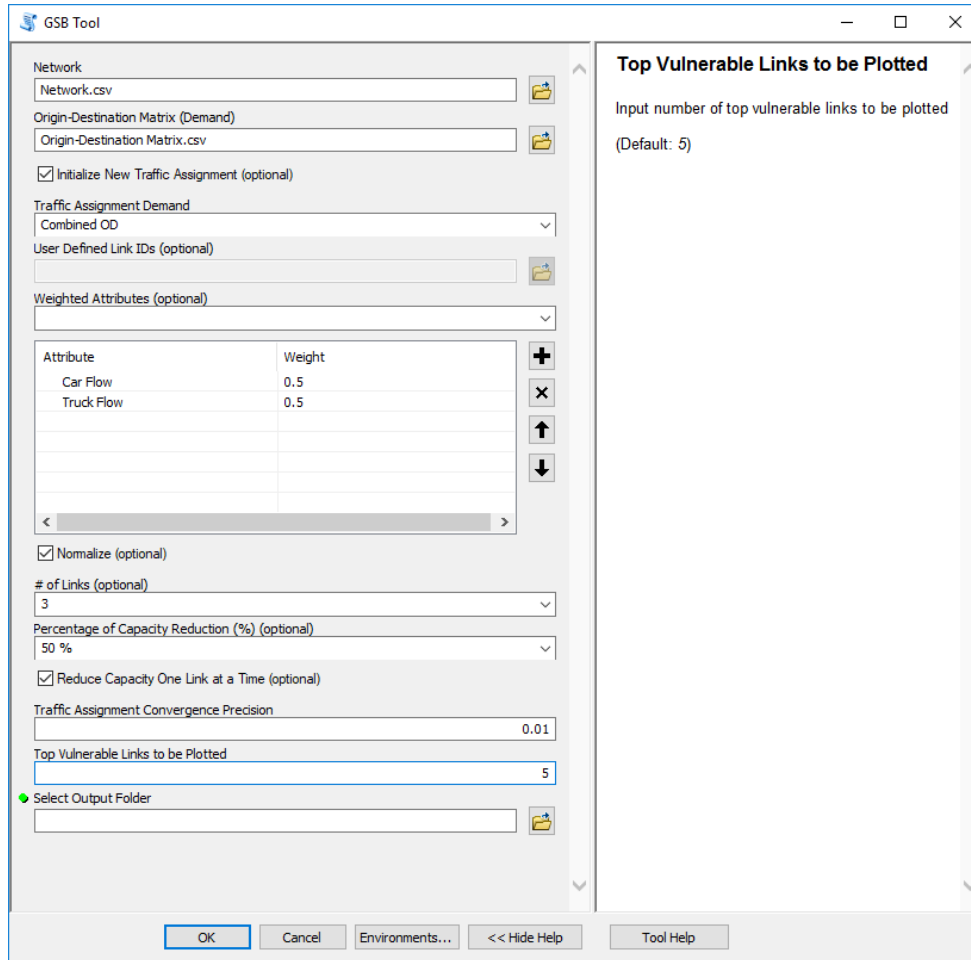 GSB Tool
Network
Network.csv
Origin-Destination Matrix (Demand)
Origin-Destination Matrix.csv
Initialize New Traffic Assignment (optional)
Traffic Assignment Demand
Combined OD
User Defined Link IDs (optional)
Weighted Attributes (optional)
Attribute Weight
Car Flow 0.5
Truck Flow 0.5
Normalize (optional)
# of Links (optional)
3
Percentage of Capacity Reduction (%) (optional)
50 %
Reduce Capacity One Link at a Time (optional)
Traffic Assignment Convergence Precision
0.01
Top Vulnerable Links to be Plotted
5
Select Output Folder
Top Vulnerable Links to be Plotted
Input number of top vulnerable links to be plotted
(Default: 5)
OK Cancel Environments... << Hide Help Tool Help